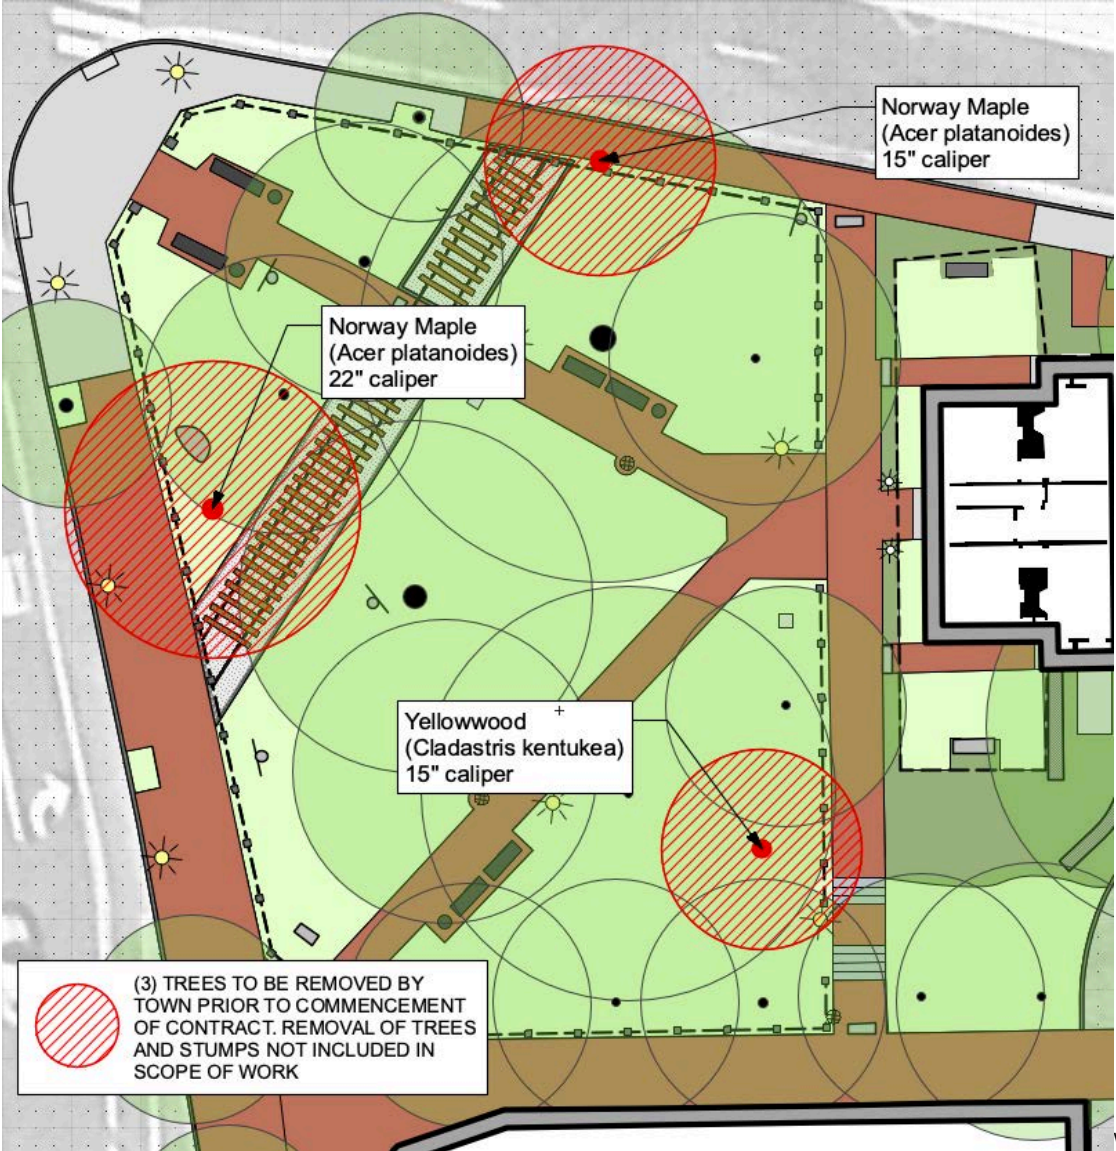 Norway Maple
(Acer platanoides)
15" caliper
Norway Maple
(Acer platanoides)
22" caliper
Yellowwood
(Cladastris kentukea)
15" caliper
(3) TREES TO BE REMOVED BY
TOWN PRIOR TO COMMENCEMENT
OF CONTRACT. REMOVAL OF TREES
AND STUMPS NOT INCLUDED IN
SCOPE OF WORK